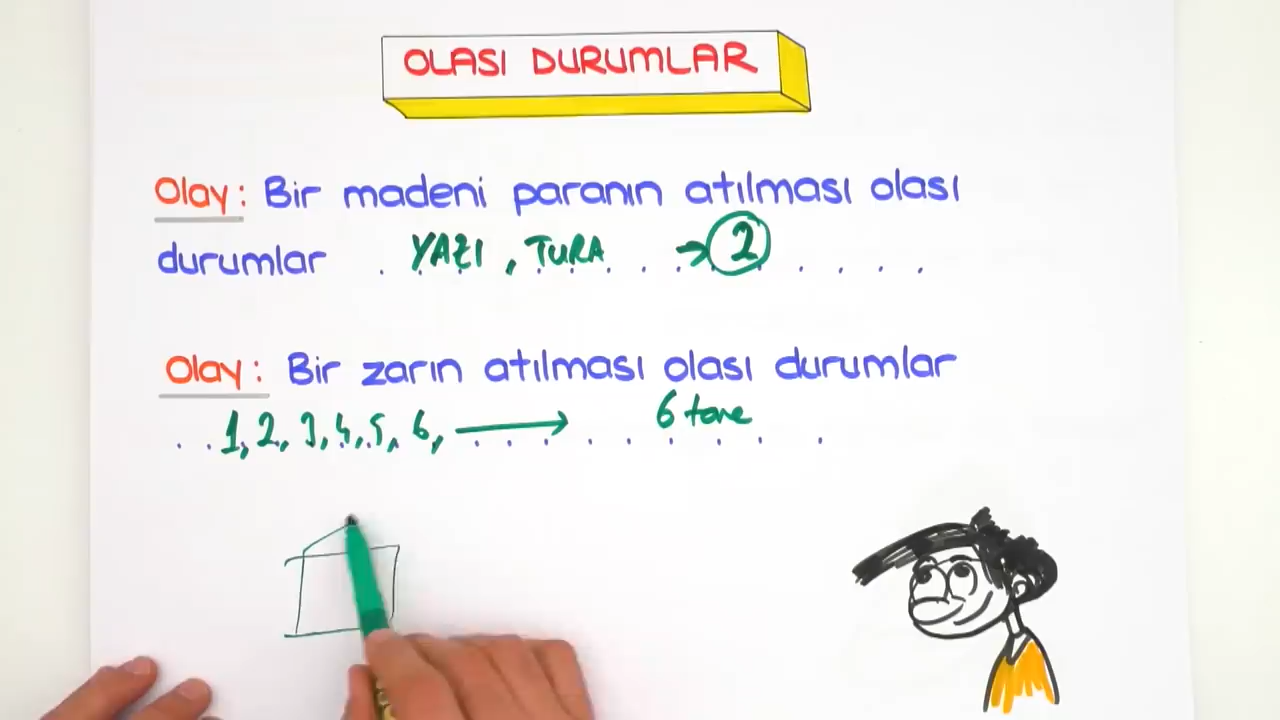 OLASI DURUMLAR
Olay: Bir madeni paranın atılması olası
durumlar . YAZI, TURA . . . → 2 . . . .
Olay: Bir zarın atılması olası durumlar
. . 1, 2, 3, 4, 5, 6, → . . . . 6 tane . .